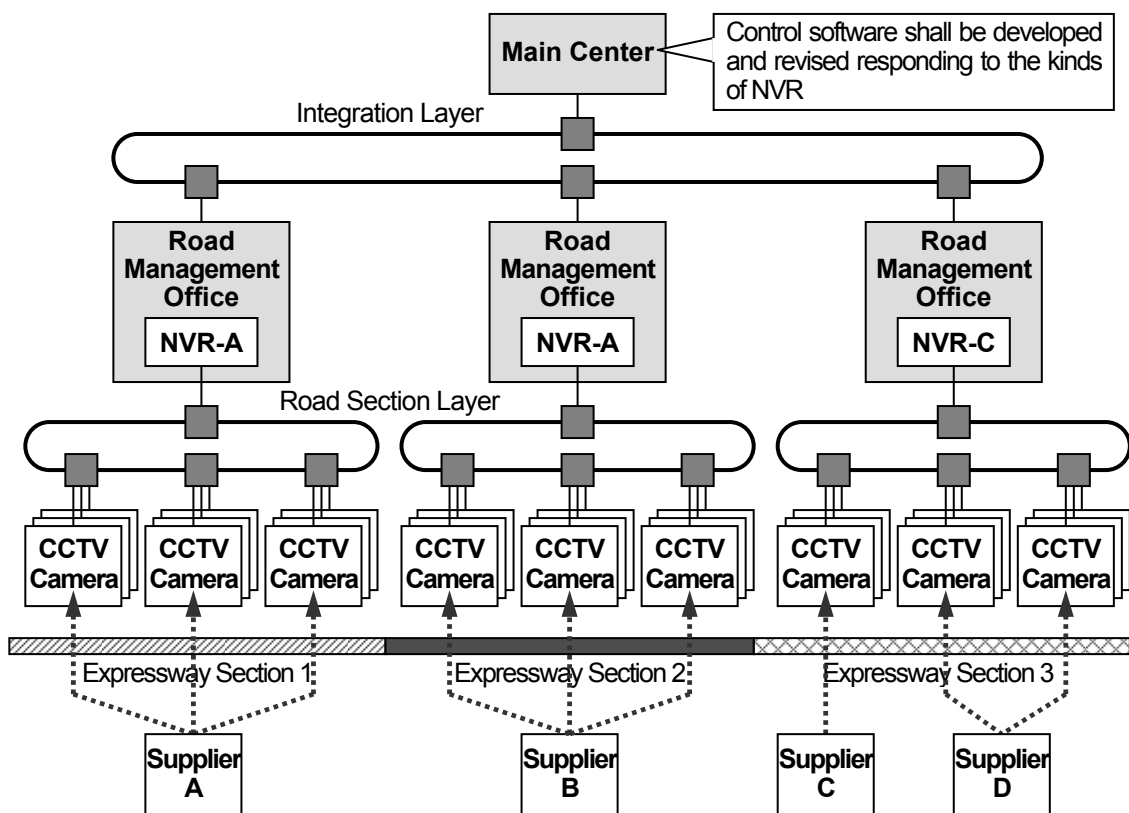 Main Center
Control software shall be developed
and revised responding to the kinds
of NVR
Integration Layer
Road
Management
Office
NVR-A
Road
Management
Office
NVR-A
Road
Management
Office
NVR-C
Road Section Layer
CCTV
Camera
CCTV
Camera
CCTV
Camera
CCTV
Camera
CCTV
Camera
CCTV
Camera
CCTV
Camera
CCTV
Camera
CCTV
Camera
Expressway Section 1
Expressway Section 2
Expressway Section 3
Supplier
A
Supplier
B
Supplier
C
Supplier
D